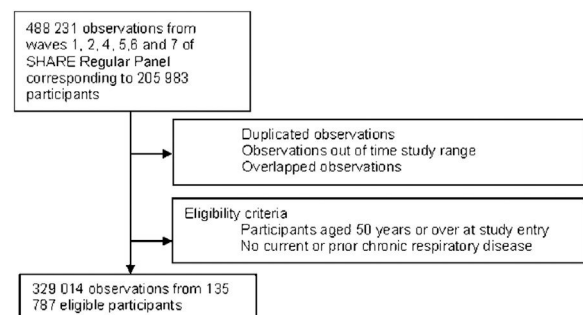 488 231 observations from
waves 1, 2, 4, 5,6 and 7 of
SHARE Regular Panel
corresponding to 205 983
participants
Duplicated observations
Observations out of time study range
Overlapped observations
Eligibility criteria
Participants aged 50 years or over at study entry
No current or prior chronic respiratory disease
329 014 observations from 135
787 eligible participants